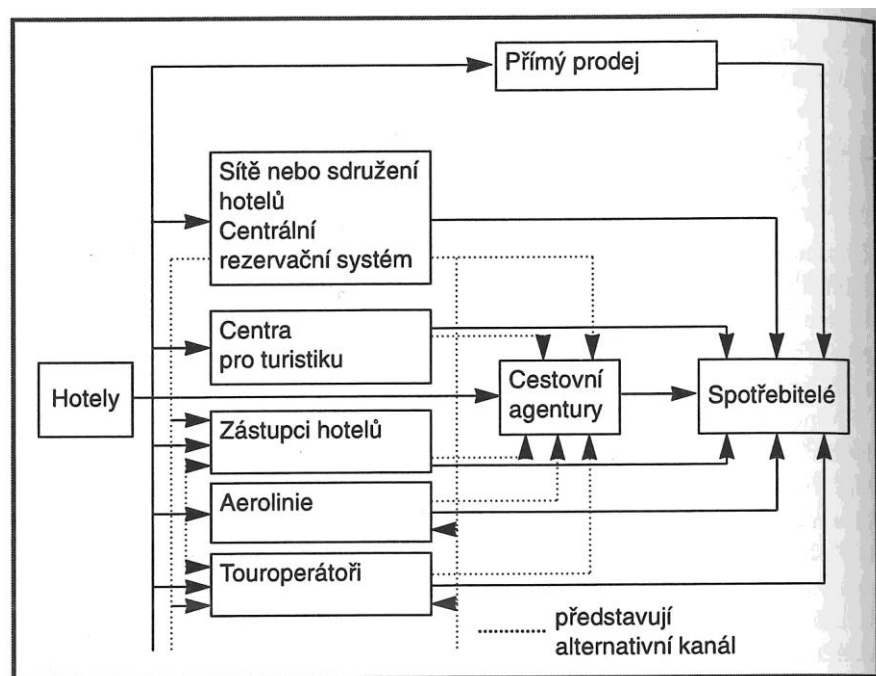 Přímý prodej
Sítě nebo sdružení
hotelů
Centrální
rezervační systém
Centra
pro turistiku
Hotely
Cestovní
agentury
Spotřebitelé
Zástupci hotelů
Aerolinie
Touroperátoři
představují
alternativní kanál